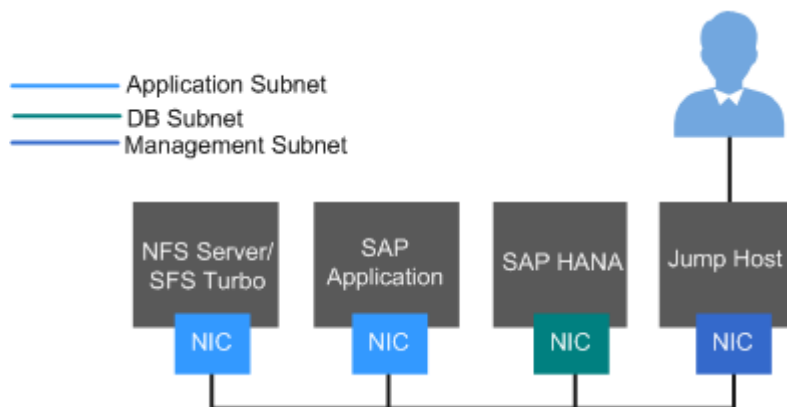 Application Subnet
DB Subnet
Management Subnet
NFS Server/
SFS Turbo
SAP
Application
SAP HANA
Jump Host
NIC
NIC
NIC
NIC